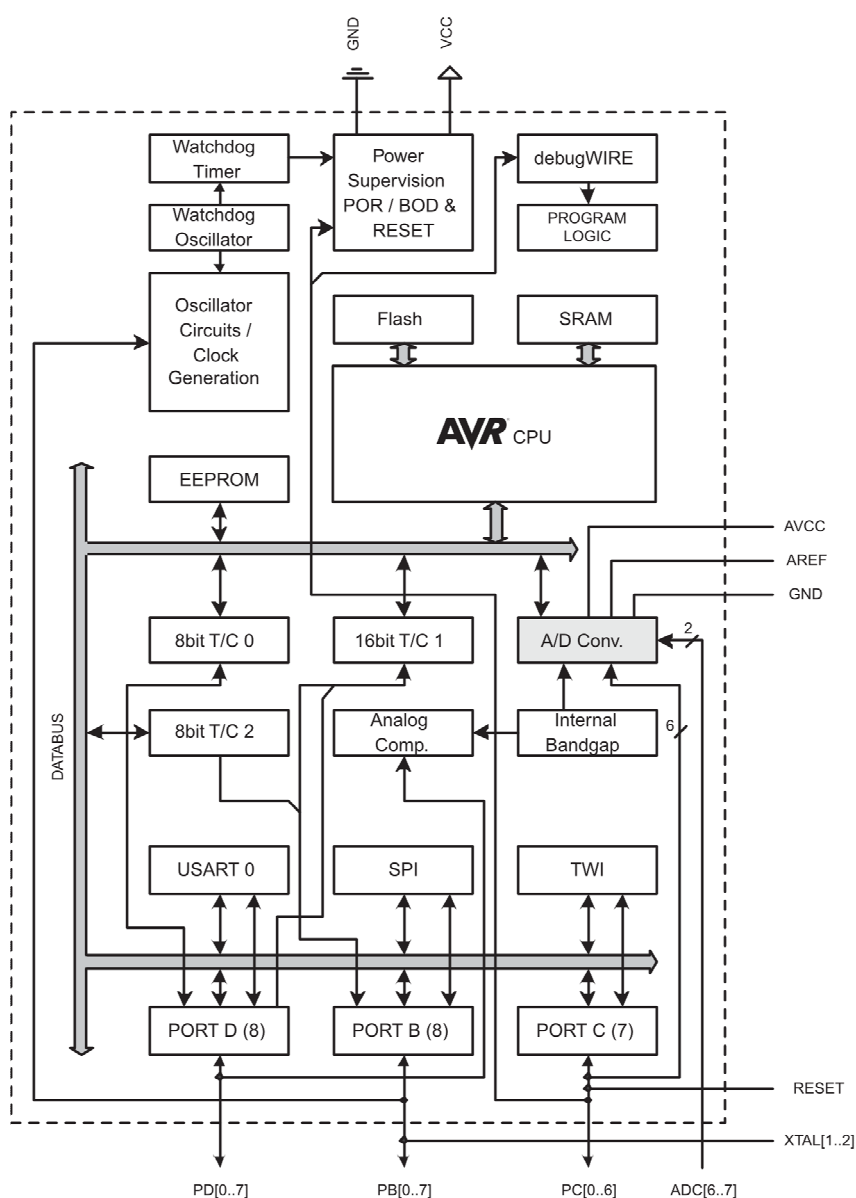 GND
VCC
Watchdog
Timer
Power
Supervision
POR / BOD &
RESET
debugWIRE
Watchdog
Oscillator
PROGRAM
LOGIC
Oscillator
Circuits /
Clock
Generation
Flash
SRAM
AVR CPU
EEPROM
AVCC
AREF
GND
8bit T/C 0
16bit T/C 1
A/D Conv.
2
DATABUS
8bit T/C 2
Analog
Comp.
Internal
Bandgap
6
USART 0
SPI
TWI
PORT D (8)
PORT B (8)
PORT C (7)
RESET
XTAL[1..2]
PD[0..7]
PB[0..7]
PC[0..6]
ADC[6..7]